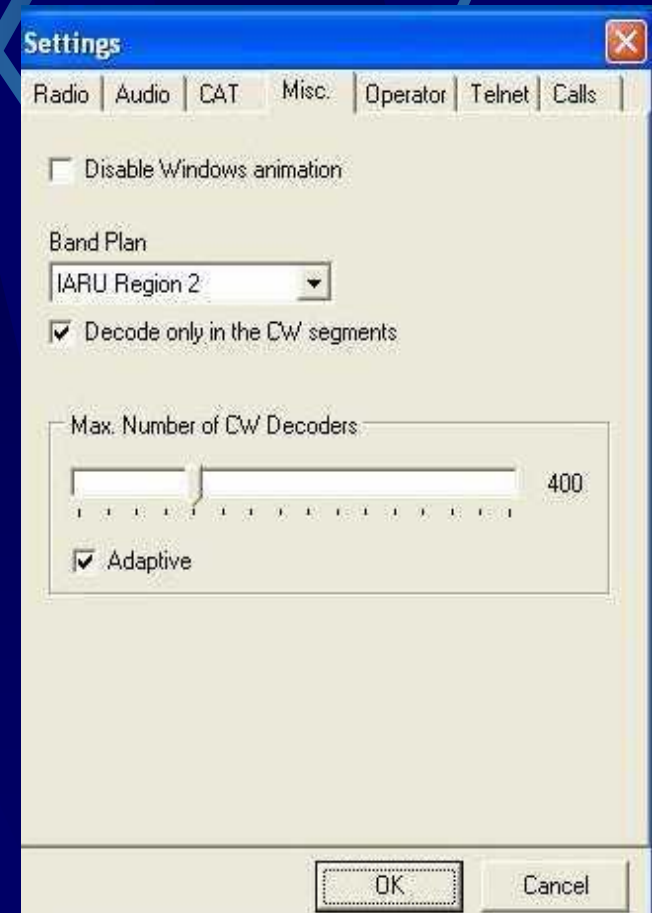 Settings
Radio Audio CAT Misc. Operator Telnet Calls
Disable Windows animation
Band Plan
IARU Region 2
Decode only in the CW segments
Max. Number of CW Decoders
400
Adaptive
OK Cancel